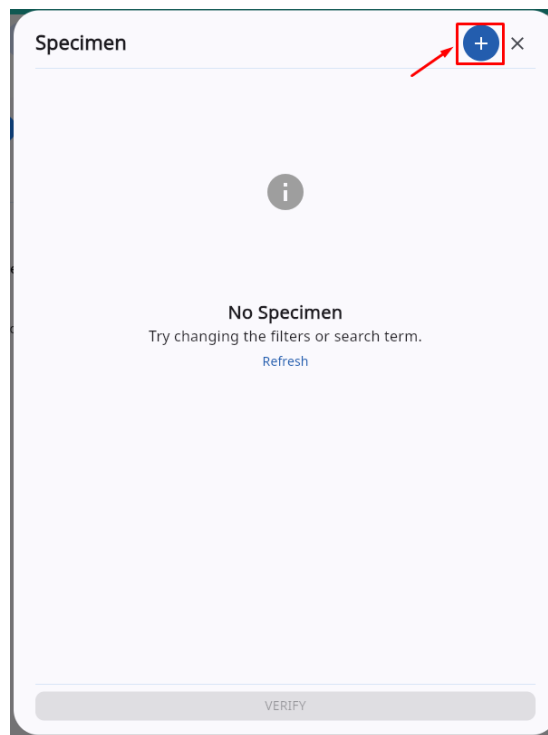 Specimen
No Specimen
Try changing the filters or search term.
Refresh
VERIFY